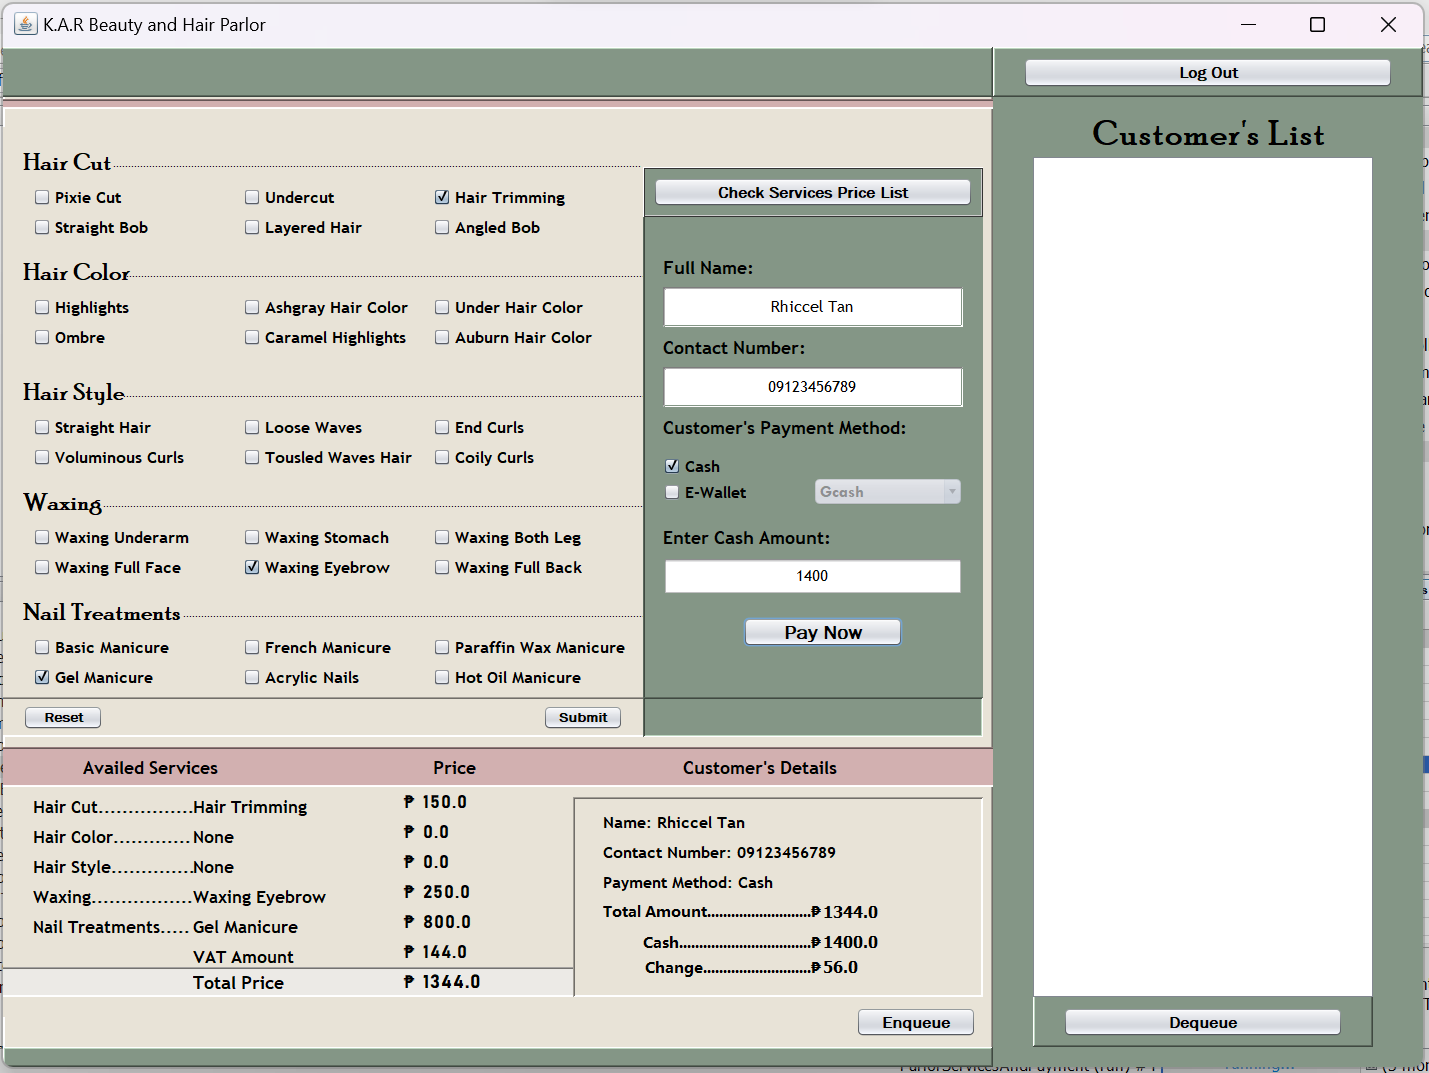 K.A.R Beauty and Hair Parlor
Log Out
Customer's List
Hair Cut
Pixie Cut Undercut Hair Trimming
Straight Bob Layered Hair Angled Bob
Hair Color
Highlights Ashgray Hair Color Under Hair Color
Ombre Caramel Highlights Auburn Hair Color
Hair Style
Straight Hair Loose Waves End Curls
Voluminous Curls Tousled Waves Hair Coily Curls
Waxing
Waxing Underarm Waxing Stomach Waxing Both Leg
Waxing Full Face Waxing Eyebrow Waxing Full Back
Nail Treatments
Basic Manicure French Manicure Paraffin Wax Manicure
Gel Manicure Acrylic Nails Hot Oil Manicure
Reset Submit
Check Services Price List
Full Name:
Rhiccel Tan
Contact Number:
09123456789
Customer's Payment Method:
Cash
E-Wallet Gcash
Enter Cash Amount:
1400
Pay Now
Availed Services Price Customer's Details
Hair Cut................Hair Trimming ₱ 150.0
Hair Color............. None ₱ 0.0
Hair Style..............None ₱ 0.0
Waxing.................Waxing Eyebrow ₱ 250.0
Nail Treatments..... Gel Manicure ₱ 800.0
VAT Amount ₱ 144.0
Total Price ₱ 1344.0
Name: Rhiccel Tan
Contact Number: 09123456789
Payment Method: Cash
Total Amount..........................₱ 1344.0
Cash.................................₱ 1400.0
Change...........................₱ 56.0
Enqueue
Dequeue